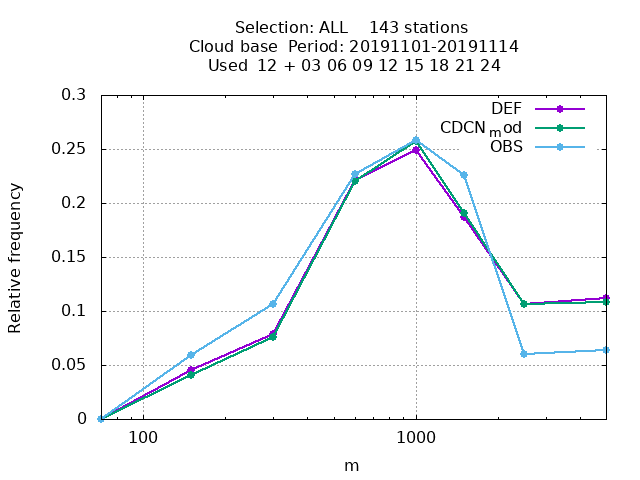 Selection: ALL    143 stations
Cloud base  Period: 20191101-20191114
Used  12 + 03 06 09 12 15 18 21 24
0.3
DEF
CDCN_mod
OBS
0.25
0.2
0.15
0.1
0.05
0
Relative frequency
100
1000
m